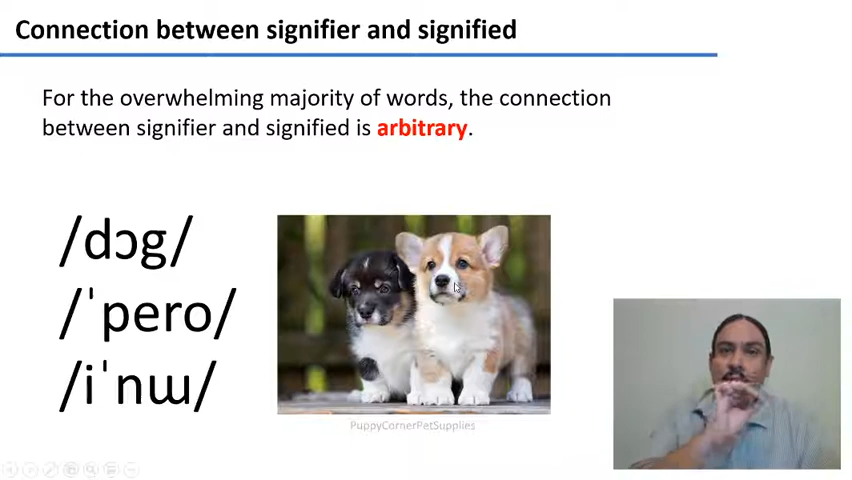 Connection between signifier and signified
For the overwhelming majority of words, the connection
between signifier and signified is arbitrary.
/dɔg/
/ˈpero/
/iˈnɯ/
PuppyCornerPetSupplies